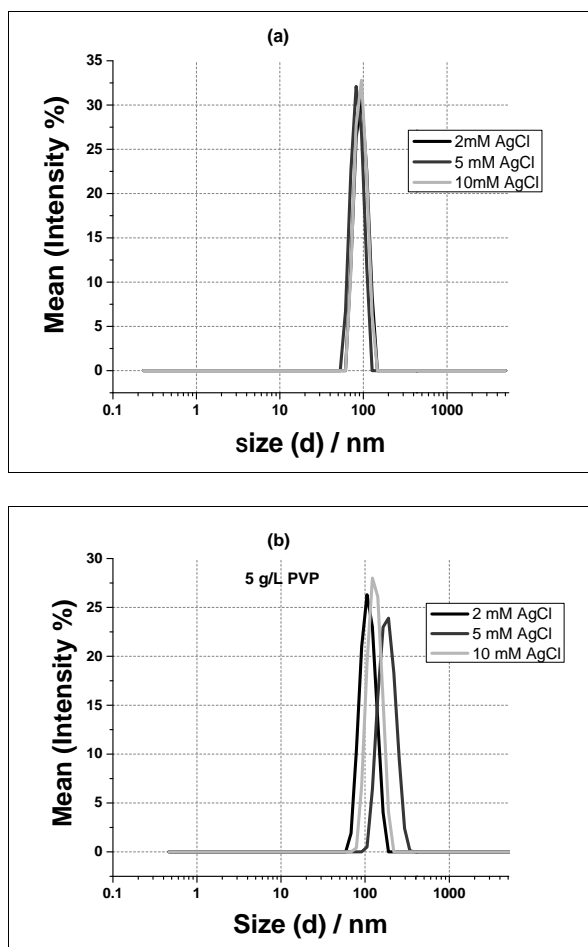 (a)
35
30
25
20
15
10
5
0
Mean (Intensity %)
2mM AgCl
5 mM AgCl
10mM AgCl
0.1 1 10 100 1000
size (d) / nm
(b)
5 g/L PVP
30
25
20
15
10
5
0
Mean (Intensity %)
2 mM AgCl
5 mM AgCl
10 mM AgCl
0.1 1 10 100 1000
Size (d) / nm